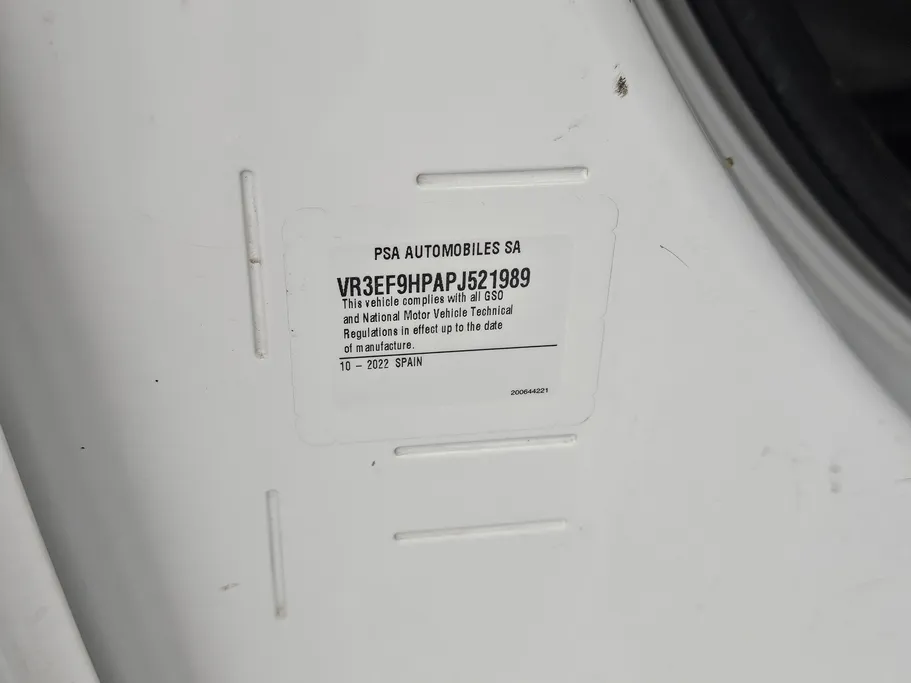 PSA AUTOMOBILES SA
VR3EF9HPAPJ521989
This vehicle complies with all GSO
and National Motor Vehicle Technical
Regulations in effect up to the date
of manufacture.
10 - 2022 SPAIN
200644221